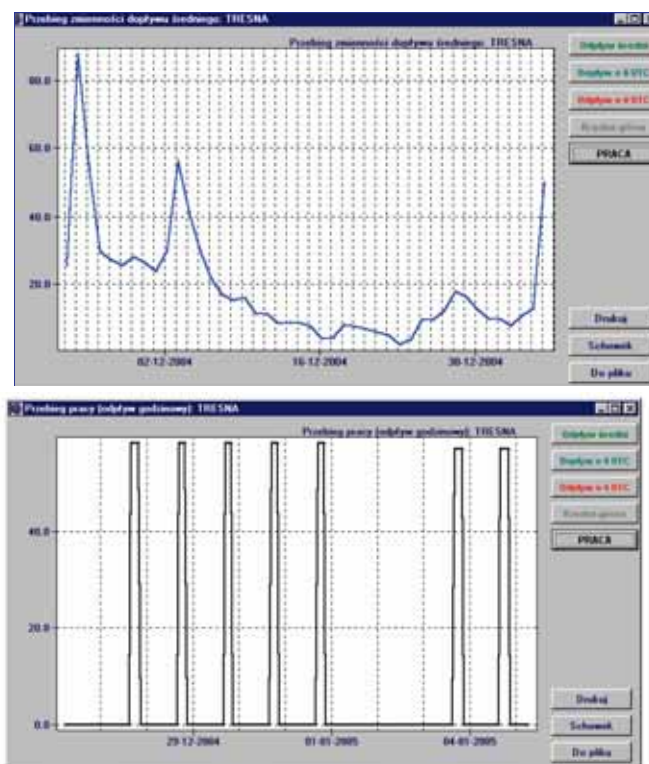 Przebieg zmienności dopływu średniego: TRESNA
Przebieg zmienności dopływu średniego: TRESNA
Odpływ średni
80.0
Dopływ o 6 UTC
Odpływ o 6 UTC
60.0
Rzędna górna
PRACA
40.0
20.0
Drukuj
Schowek
02-12-2004
16-12-2004
30-12-2004
Do pliku
Przebieg pracy (odpływ godzinowy): TRESNA
Przebieg pracy (odpływ godzinowy): TRESNA
Odpływ średni
Dopływ o 6 UTC
Odpływ o 6 UTC
Rzędna górna
40.0
PRACA
20.0
Drukuj
0.0
Schowek
29-12-2004
01-01-2005
04-01-2005
Do pliku